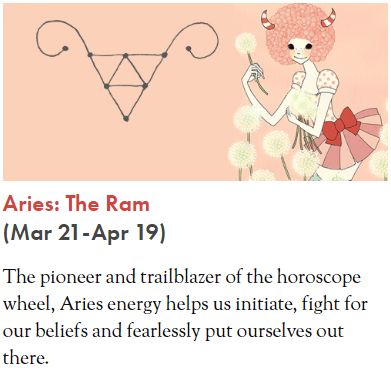 Aries: The Ram
(Mar 21-Apr 19)
The pioneer and trailblazer of the horoscope
wheel, Aries energy helps us initiate, fight for
our beliefs and fearlessly put ourselves out
there.